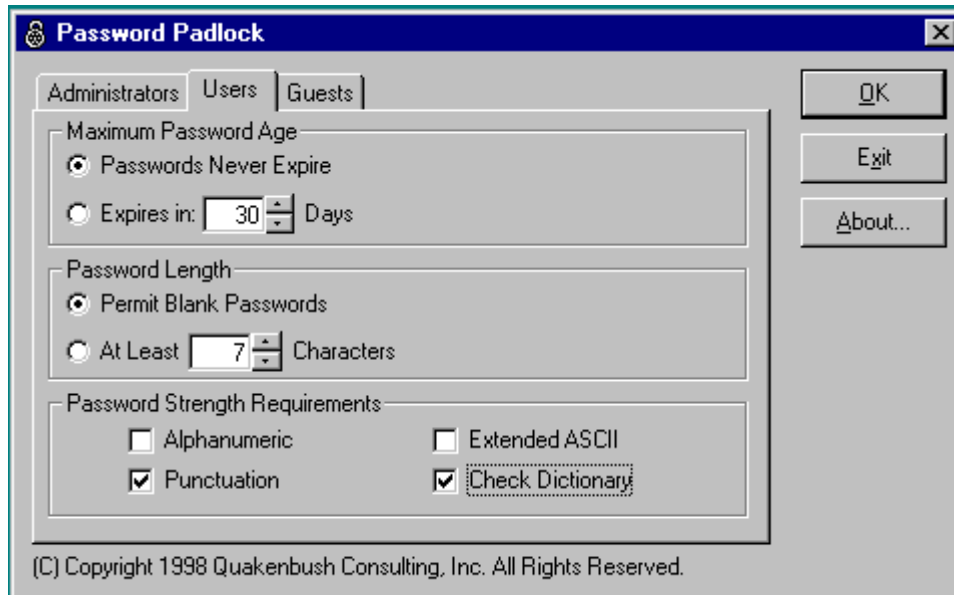 Password Padlock
Administrators Users Guests
OK
Exit
About...
Maximum Password Age
Passwords Never Expire
Expires in: 30 Days
Password Length
Permit Blank Passwords
At Least 7 Characters
Password Strength Requirements
Alphanumeric Extended ASCII
Punctuation Check Dictionary
(C) Copyright 1998 Quakenbush Consulting, Inc. All Rights Reserved.